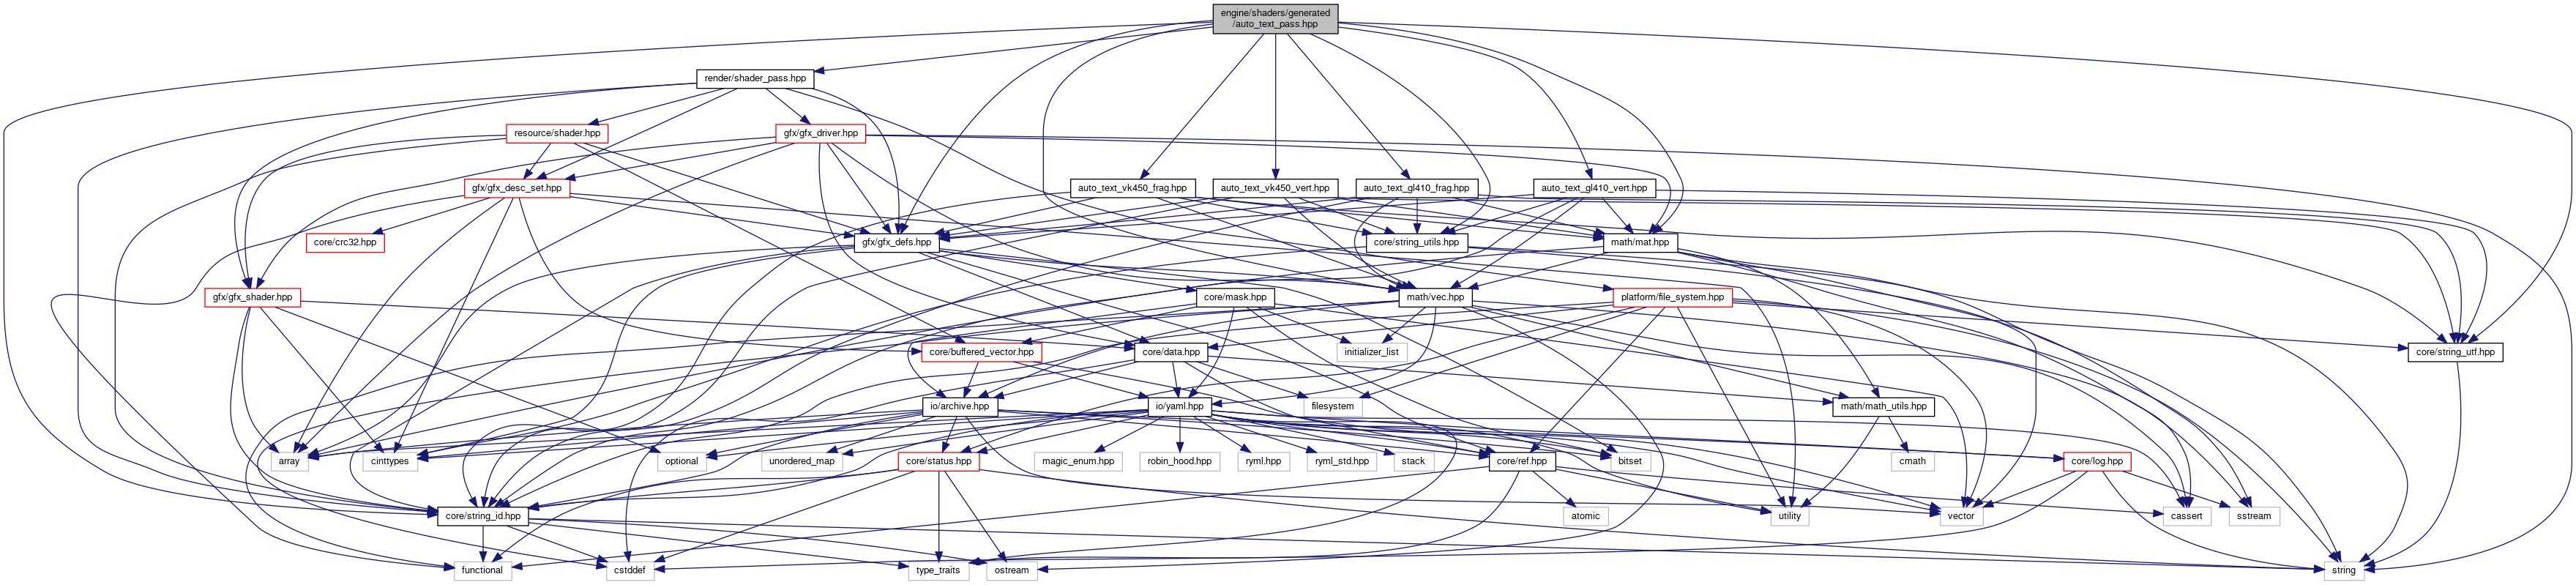 engine/shaders/generated
/auto_text_pass.hpp
render/shader_pass.hpp
resource/shader.hpp
gfx/gfx_driver.hpp
gfx/gfx_desc_set.hpp
auto_text_vk450_frag.hpp
auto_text_vk450_vert.hpp
auto_text_gl410_frag.hpp
auto_text_gl410_vert.hpp
core/crc32.hpp
gfx/gfx_defs.hpp
core/string_utils.hpp
math/mat.hpp
gfx/gfx_shader.hpp
core/mask.hpp
math/vec.hpp
platform/file_system.hpp
core/buffered_vector.hpp
core/data.hpp
initializer_list
core/string_utf.hpp
io/archive.hpp
io/yaml.hpp
filesystem
math/math_utils.hpp
array
cinttypes
optional
unordered_map
core/status.hpp
magic_enum.hpp
robin_hood.hpp
ryml.hpp
ryml_std.hpp
stack
core/ref.hpp
bitset
cmath
core/log.hpp
core/string_id.hpp
atomic
utility
vector
cassert
sstream
functional
cstddef
type_traits
ostream
string